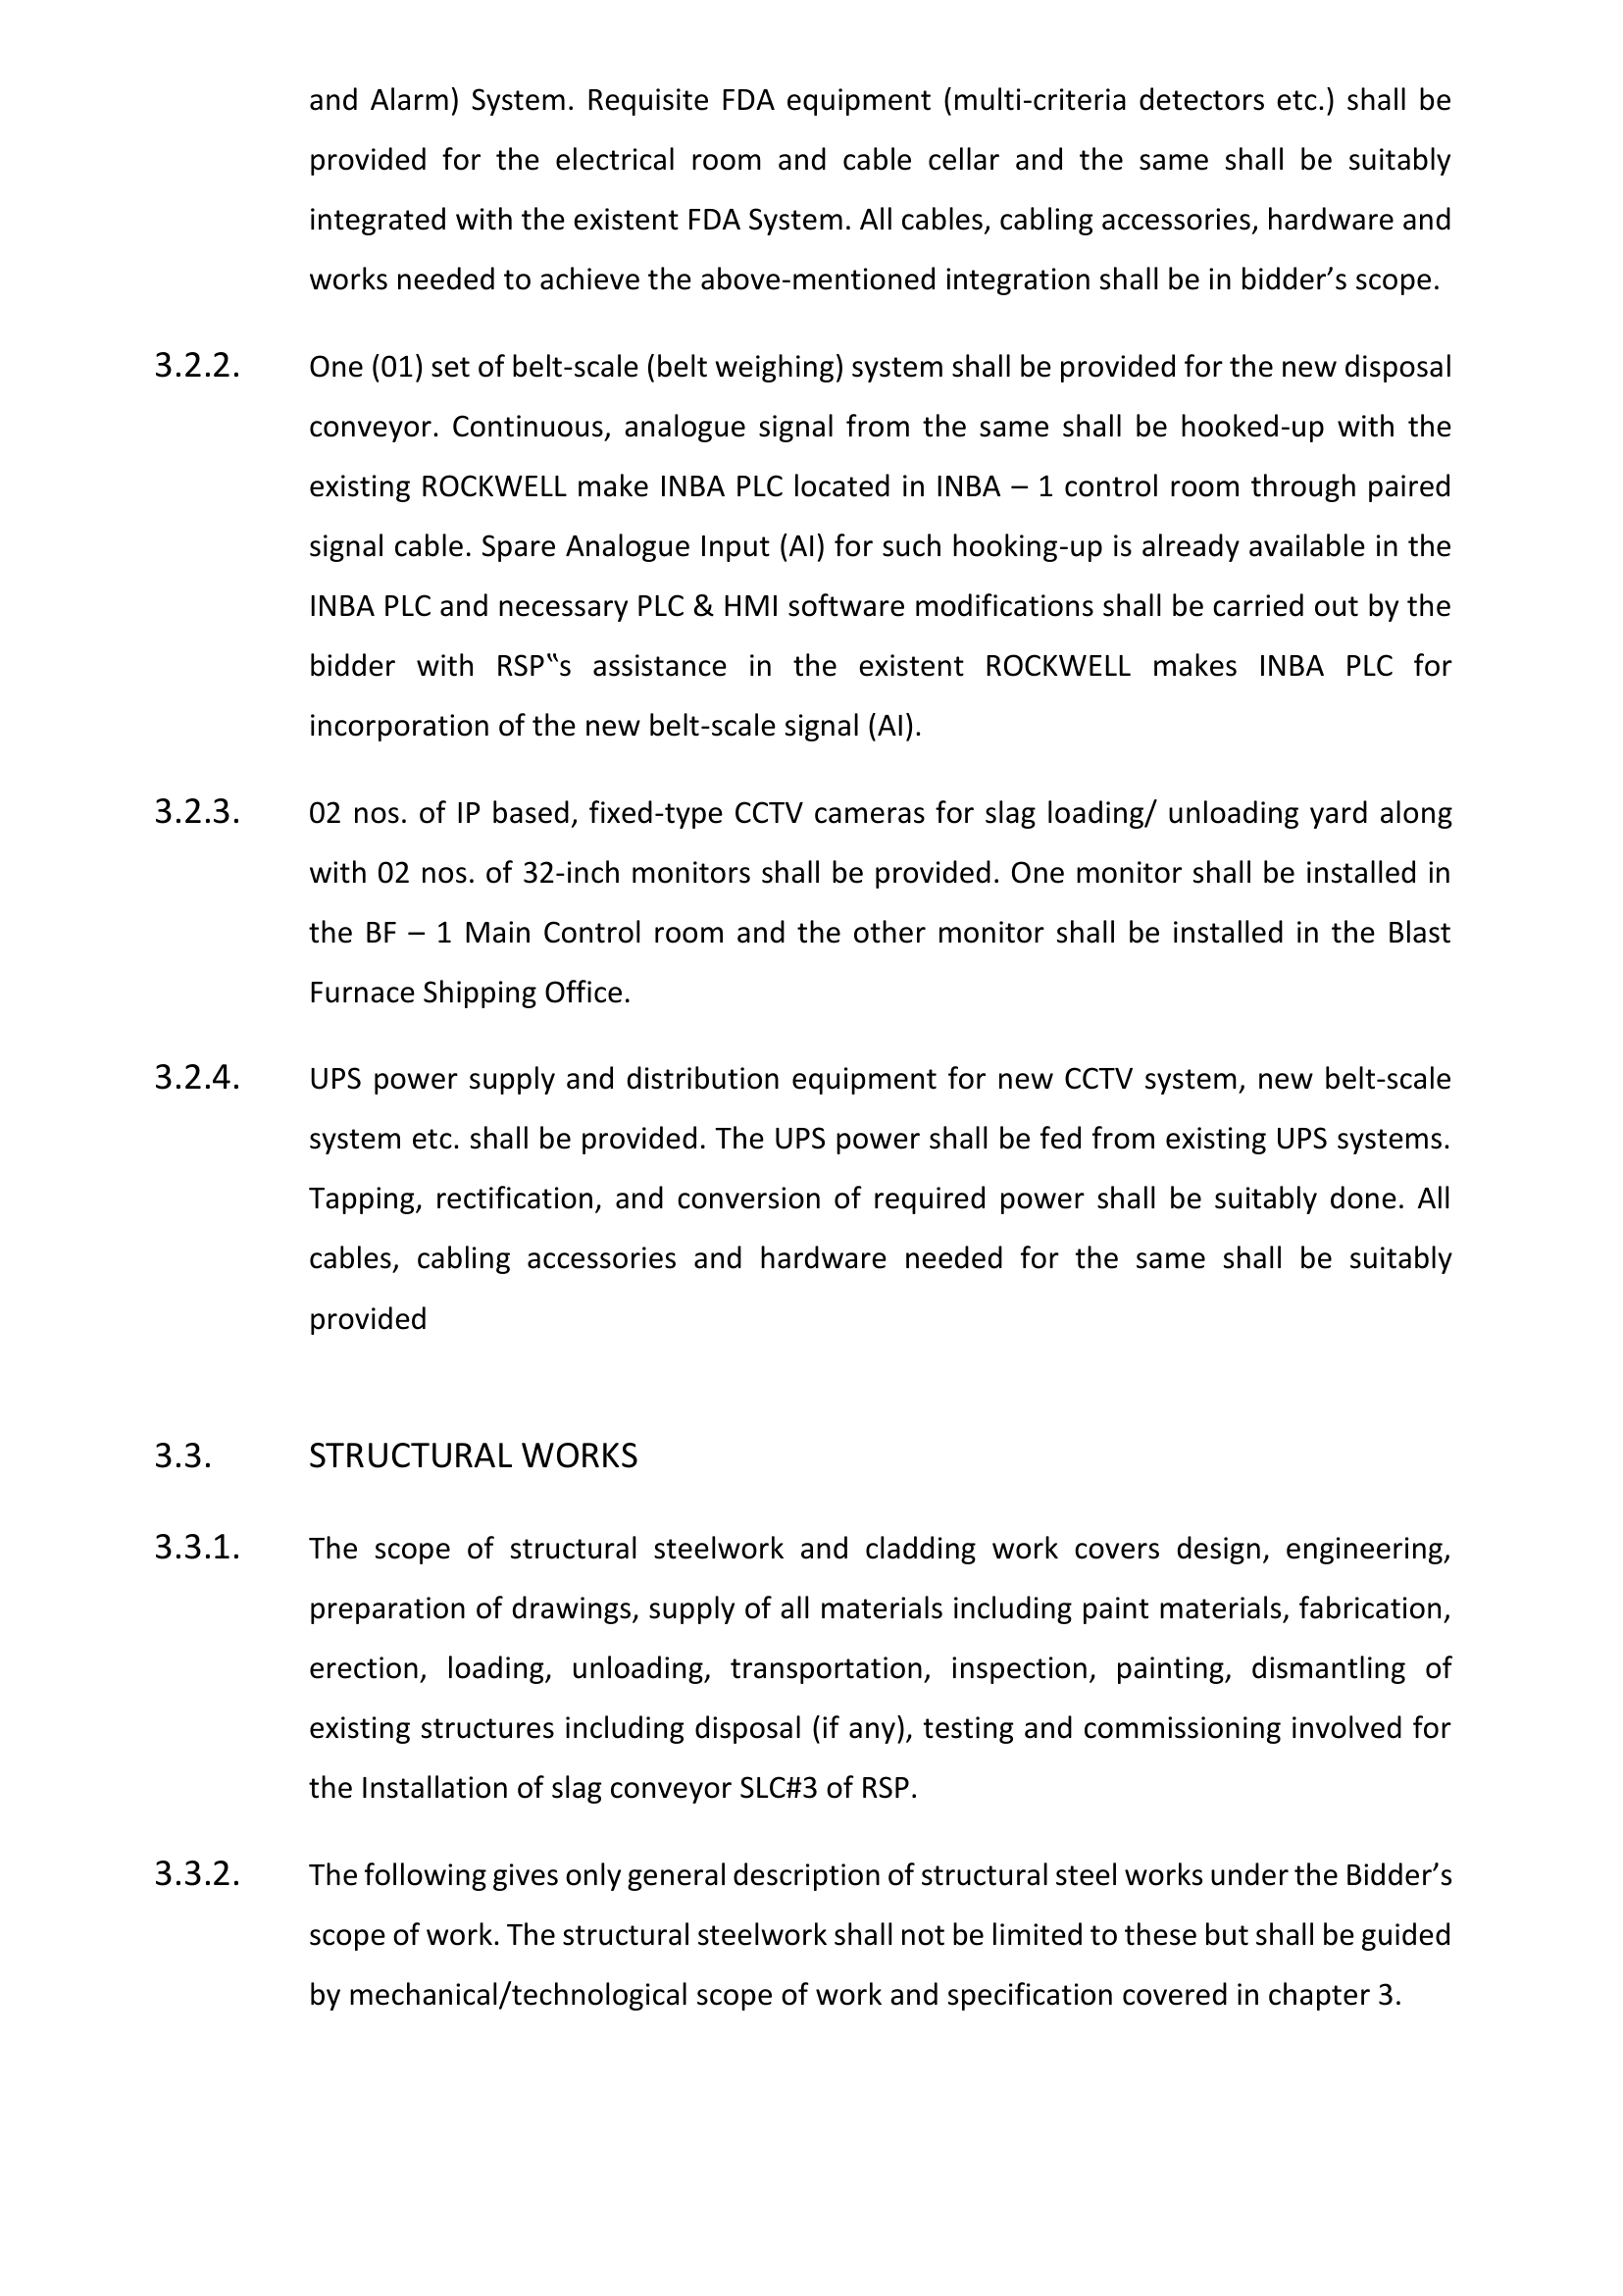 and Alarm) System. Requisite FDA equipment (multi-criteria detectors etc.) shall be
provided for the electrical room and cable cellar and the same shall be suitably
integrated with the existent FDA System. All cables, cabling accessories, hardware and
works needed to achieve the above-mentioned integration shall be in bidder’s scope.
3.2.2. One (01) set of belt-scale (belt weighing) system shall be provided for the new disposal
conveyor. Continuous, analogue signal from the same shall be hooked-up with the
existing ROCKWELL make INBA PLC located in INBA – 1 control room through paired
signal cable. Spare Analogue Input (AI) for such hooking-up is already available in the
INBA PLC and necessary PLC & HMI software modifications shall be carried out by the
bidder with RSP‟s assistance in the existent ROCKWELL makes INBA PLC for
incorporation of the new belt-scale signal (AI).
3.2.3. 02 nos. of IP based, fixed-type CCTV cameras for slag loading/ unloading yard along
with 02 nos. of 32-inch monitors shall be provided. One monitor shall be installed in
the BF – 1 Main Control room and the other monitor shall be installed in the Blast
Furnace Shipping Office.
3.2.4. UPS power supply and distribution equipment for new CCTV system, new belt-scale
system etc. shall be provided. The UPS power shall be fed from existing UPS systems.
Tapping, rectification, and conversion of required power shall be suitably done. All
cables, cabling accessories and hardware needed for the same shall be suitably
provided
3.3. STRUCTURAL WORKS
3.3.1. The scope of structural steelwork and cladding work covers design, engineering,
preparation of drawings, supply of all materials including paint materials, fabrication,
erection, loading, unloading, transportation, inspection, painting, dismantling of
existing structures including disposal (if any), testing and commissioning involved for
the Installation of slag conveyor SLC#3 of RSP.
3.3.2. The following gives only general description of structural steel works under the Bidder’s
scope of work. The structural steelwork shall not be limited to these but shall be guided
by mechanical/technological scope of work and specification covered in chapter 3.